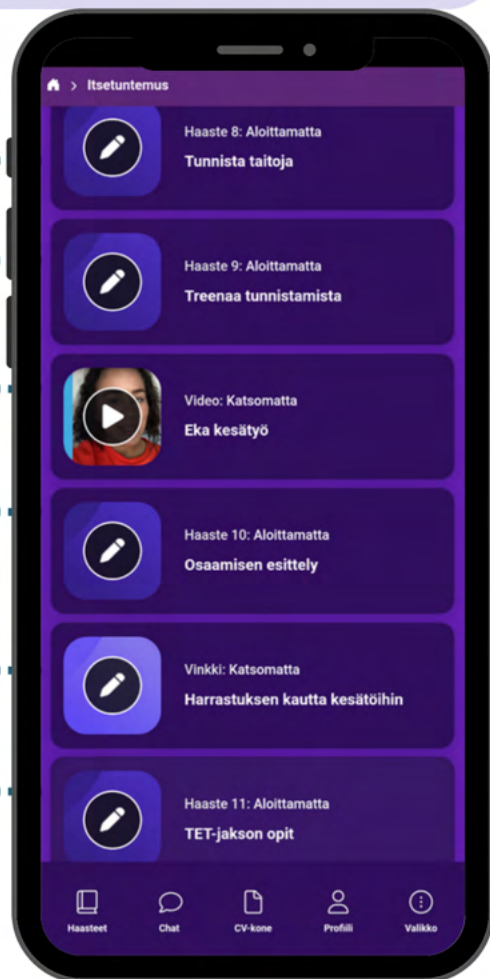 > Itsetuntemus
Haaste 8: Aloittamatta
Tunnista taitoja
Haaste 9: Aloittamatta
Treenaa tunnistamista
Video: Katsomatta
Eka kesätyö
Haaste 10: Aloittamatta
Osaamisen esittely
Vinkki: Katsomatta
Harrastuksen kautta kesätöihin
Haaste 11: Aloittamatta
TET-jakson opit
Haasteet Chat CV-kone Profiili Valikko